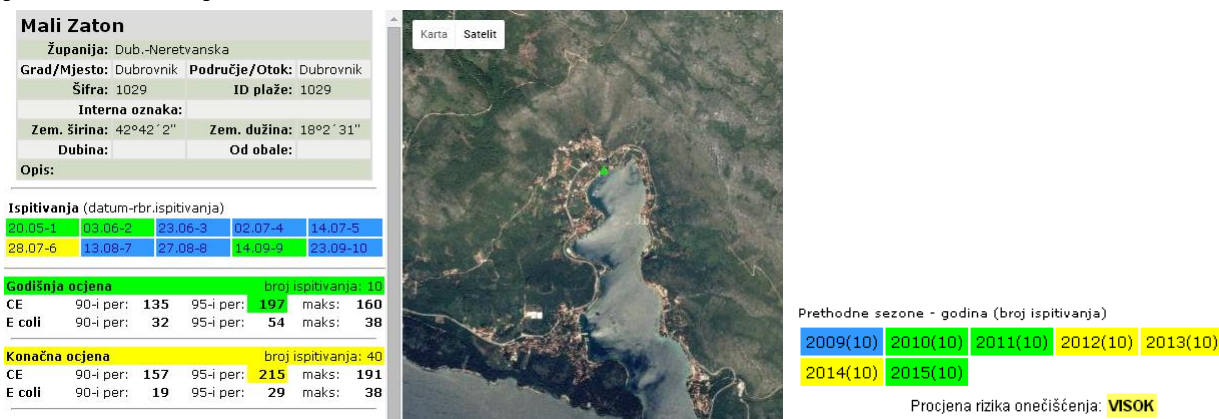 Mali Zaton
Županija: Dub.-Neretvanska
Grad/Mjesto: Dubrovnik Područje/Otok: Dubrovnik
Šifra: 1029 ID plaže: 1029
Interna oznaka:
Zem. širina: 42º42´2" Zem. dužina: 18º2´31"
Dubina: Od obale:
Opis:
Ispitivanja (datum-rbr.ispitivanja)
20.05-1 03.06-2 23.06-3 02.07-4 14.07-5
28.07-6 13.08-7 27.08-8 14.09-9 23.09-10
Godišnja ocjena broj ispitivanja: 10
CE 90-i per: 135 95-i per: 197 maks: 160
E coli 90-i per: 32 95-i per: 54 maks: 38
Konačna ocjena broj ispitivanja: 40
CE 90-i per: 157 95-i per: 215 maks: 191
E coli 90-i per: 19 95-i per: 29 maks: 38
Karta Satelit
Prethodne sezone - godina (broj ispitivanja)
2009(10) 2010(10) 2011(10) 2012(10) 2013(10)
2014(10) 2015(10)
Procjena rizika onečišćenja: VISOK